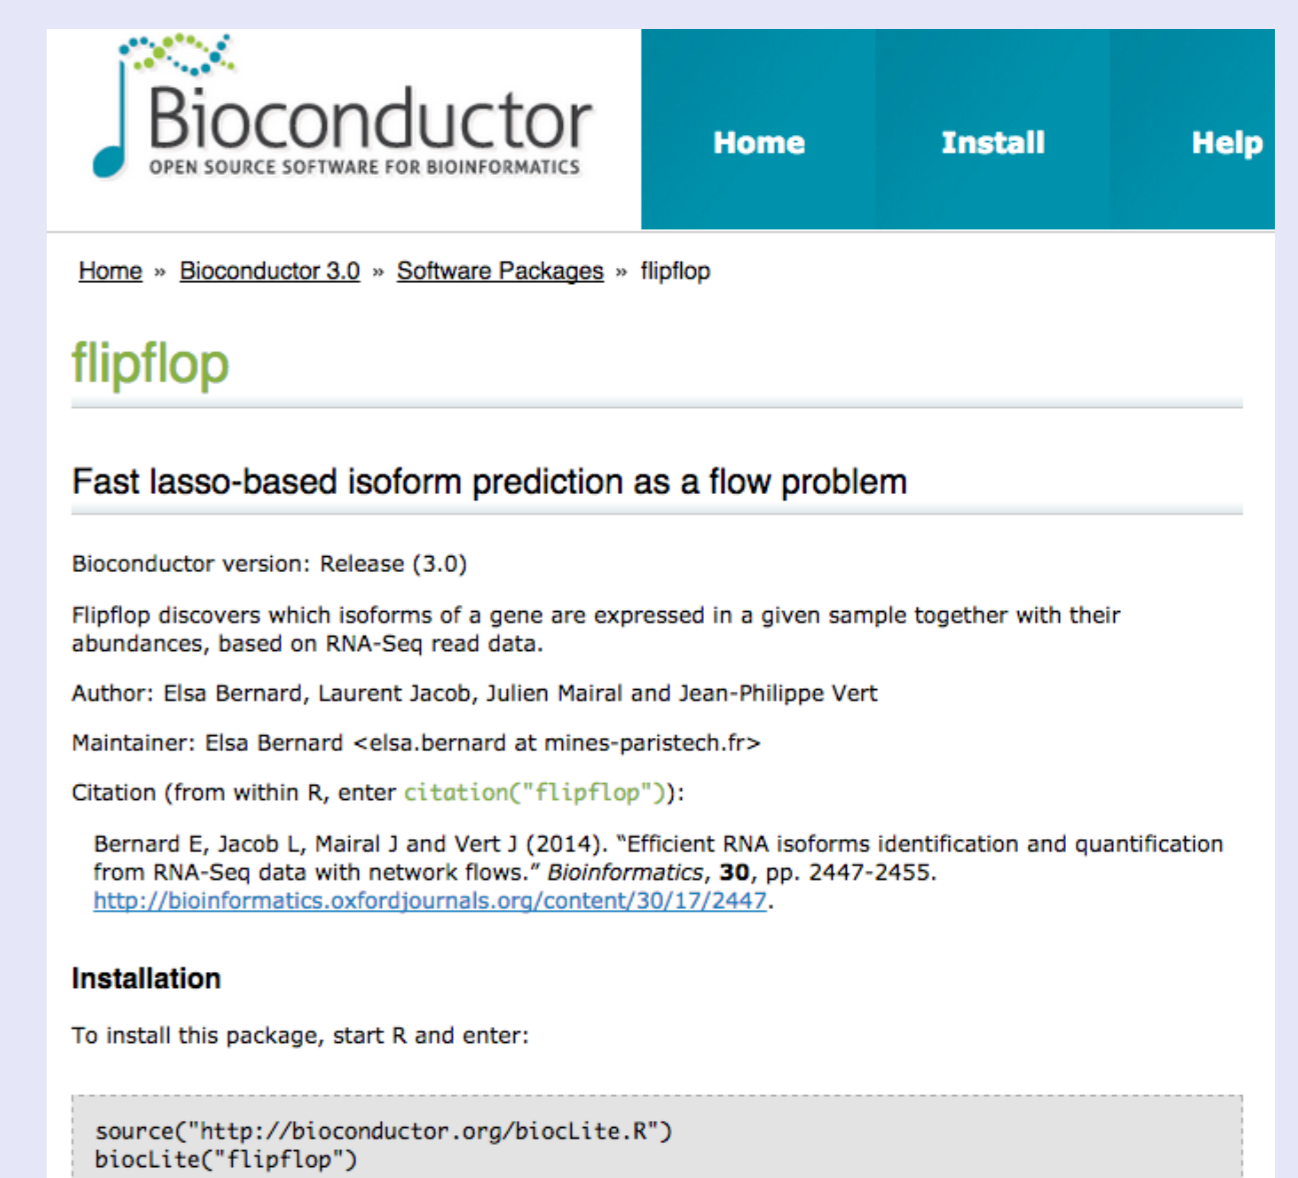 Bioconductor
OPEN SOURCE SOFTWARE FOR BIOINFORMATICS
Home Install Help
Home » Bioconductor 3.0 » Software Packages » flipflop
flipflop
Fast lasso-based isoform prediction as a flow problem
Bioconductor version: Release (3.0)
Flipflop discovers which isoforms of a gene are expressed in a given sample together with their
abundances, based on RNA-Seq read data.
Author: Elsa Bernard, Laurent Jacob, Julien Mairal and Jean-Philippe Vert
Maintainer: Elsa Bernard <elsa.bernard at mines-paristech.fr>
Citation (from within R, enter citation("flipflop")):
Bernard E, Jacob L, Mairal J and Vert J (2014). “Efficient RNA isoforms identification and quantification
from RNA-Seq data with network flows.” Bioinformatics, 30, pp. 2447-2455.
http://bioinformatics.oxfordjournals.org/content/30/17/2447.
Installation
To install this package, start R and enter:
source("http://bioconductor.org/biocLite.R")
biocLite("flipflop")